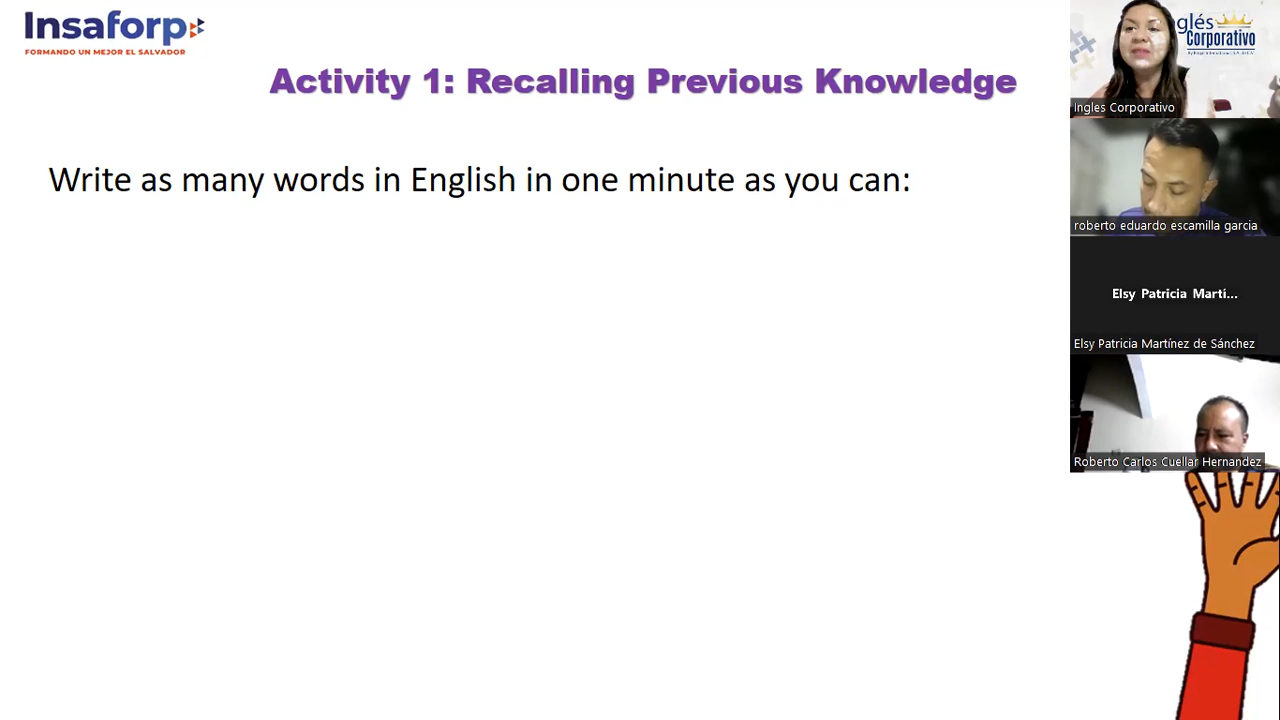 Insaforp
FORMANDO UN MEJOR EL SALVADOR
Activity 1: Recalling Previous Knowledge
Write as many words in English in one minute as you can:
glés
Corporativo
Ingles Corporativo
roberto eduardo escamilla garcia
Elsy Patricia Martí...
Elsy Patricia Martínez de Sánchez
Roberto Carlos Cuellar Hernandez